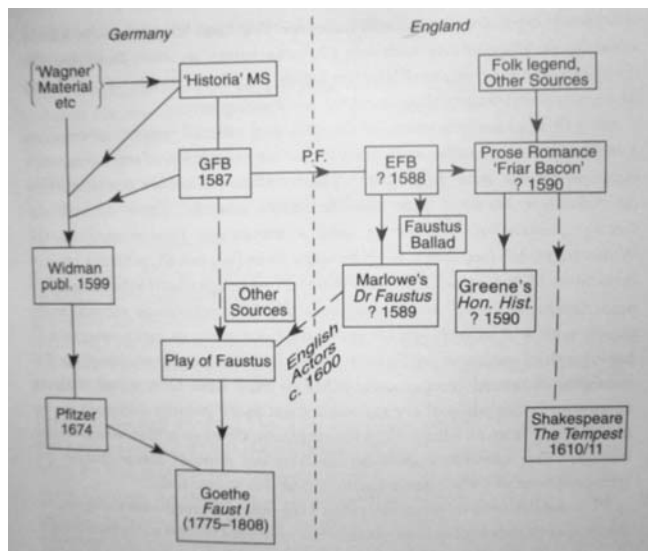 Germany
England
'Wagner'
Material
etc
'Historia' MS
Folk legend,
Other Sources
GFB
1587
P.F.
EFB
? 1588
Prose Romance
'Friar Bacon'
? 1590
Faustus
Ballad
Widman
publ. 1599
Other
Sources
Marlowe's
Dr Faustus
? 1589
Greene's
Hon. Hist.
? 1590
Play of Faustus
English
Actors
c. 1600
Pfitzer
1674
Shakespeare
The Tempest
1610/11
Goethe
Faust I
(1775–1808)